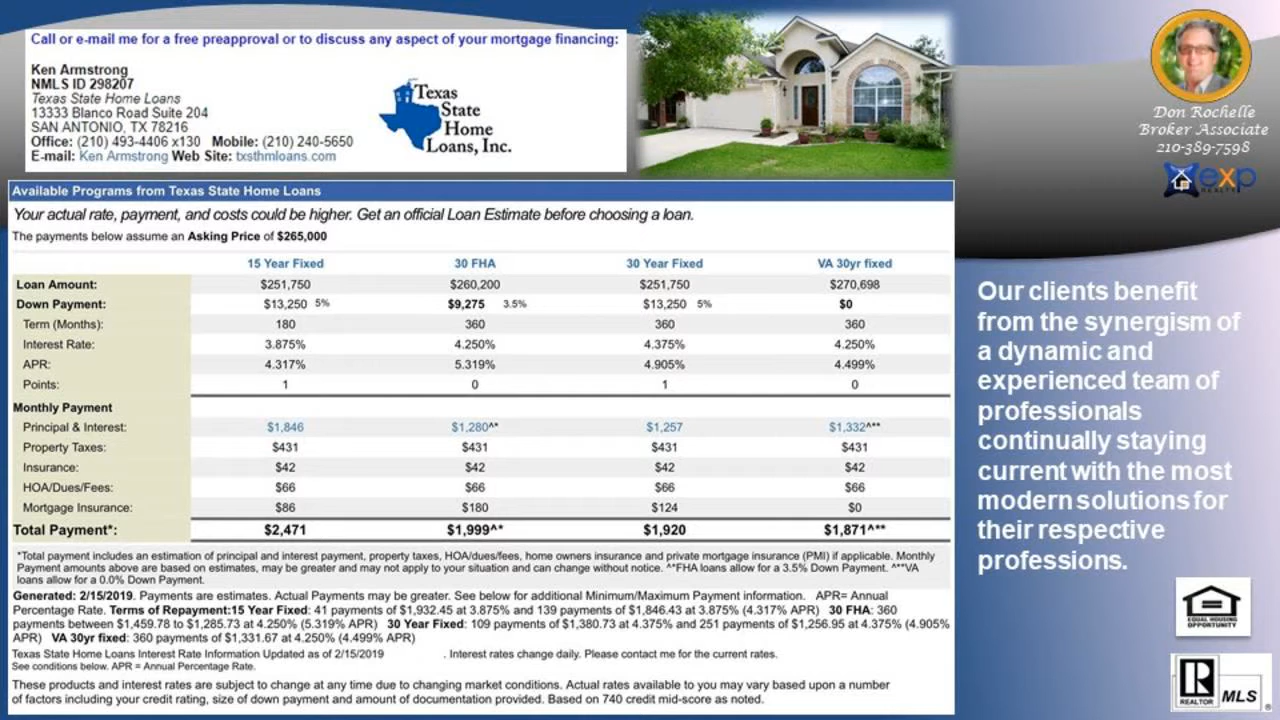 Call or e-mail me for a free preapproval or to discuss any aspect of your mortgage financing:
Ken Armstrong
NMLS ID 298207
Texas State Home Loans
13333 Blanco Road Suite 204
SAN ANTONIO, TX 78216
Office: (210) 493-4406 x130 Mobile: (210) 240-5650
E-mail: Ken Armstrong Web Site: txsthmloans.com
Texas
State
Home
Loans, Inc.
Don Rochelle
Broker Associate
210-389-7598
exp
REALTY
Available Programs from Texas State Home Loans
Your actual rate, payment, and costs could be higher. Get an official Loan Estimate before choosing a loan.
The payments below assume an Asking Price of $265,000
15 Year Fixed 30 FHA 30 Year Fixed VA 30yr fixed
Loan Amount: $251,750 $260,200 $251,750 $270,698
Down Payment: $13,250 5% $9,275 3.5% $13,250 5% $0
Term (Months): 180 360 360 360
Interest Rate: 3.875% 4.250% 4.375% 4.250%
APR: 4.317% 5.319% 4.905% 4.499%
Points: 1 0 1 0
Monthly Payment
Principal & Interest: $1,846 $1,280^* $1,257 $1,332^**
Property Taxes: $431 $431 $431 $431
Insurance: $42 $42 $42 $42
HOA/Dues/Fees: $66 $66 $66 $66
Mortgage Insurance: $86 $180 $124 $0
Total Payment*: $2,471 $1,999^* $1,920 $1,871^**
*Total payment includes an estimation of principal and interest payment, property taxes, HOA/dues/fees, home owners insurance and private mortgage insurance (PMI) if applicable. Monthly
Payment amounts above are based on estimates, may be greater and may not apply to your situation and can change without notice. ^*FHA loans allow for a 3.5% Down Payment. ^**VA
loans allow for a 0.0% Down Payment.
Generated: 2/15/2019. Payments are estimates. Actual Payments may be greater. See below for additional Minimum/Maximum Payment information. APR= Annual
Percentage Rate. Terms of Repayment:15 Year Fixed: 41 payments of $1,932.45 at 3.875% and 139 payments of $1,846.43 at 3.875% (4.317% APR) 30 FHA: 360
payments between $1,459.78 to $1,285.73 at 4.250% (5.319% APR) 30 Year Fixed: 109 payments of $1,380.73 at 4.375% and 251 payments of $1,256.95 at 4.375% (4.905%
APR) VA 30yr fixed: 360 payments of $1,331.67 at 4.250% (4.499% APR)
Texas State Home Loans Interest Rate Information Updated as of 2/15/2019 . Interest rates change daily. Please contact me for the current rates.
See conditions below. APR = Annual Percentage Rate.
These products and interest rates are subject to change at any time due to changing market conditions. Actual rates available to you may vary based upon a number
of factors including your credit rating, size of down payment and amount of documentation provided. Based on 740 credit mid-score as noted.
Our clients benefit
from the synergism of
a dynamic and
experienced team of
professionals
continually staying
current with the most
modern solutions for
their respective
professions.
EQUAL HOUSING
OPPORTUNITY
R
REALTOR
MLS
®